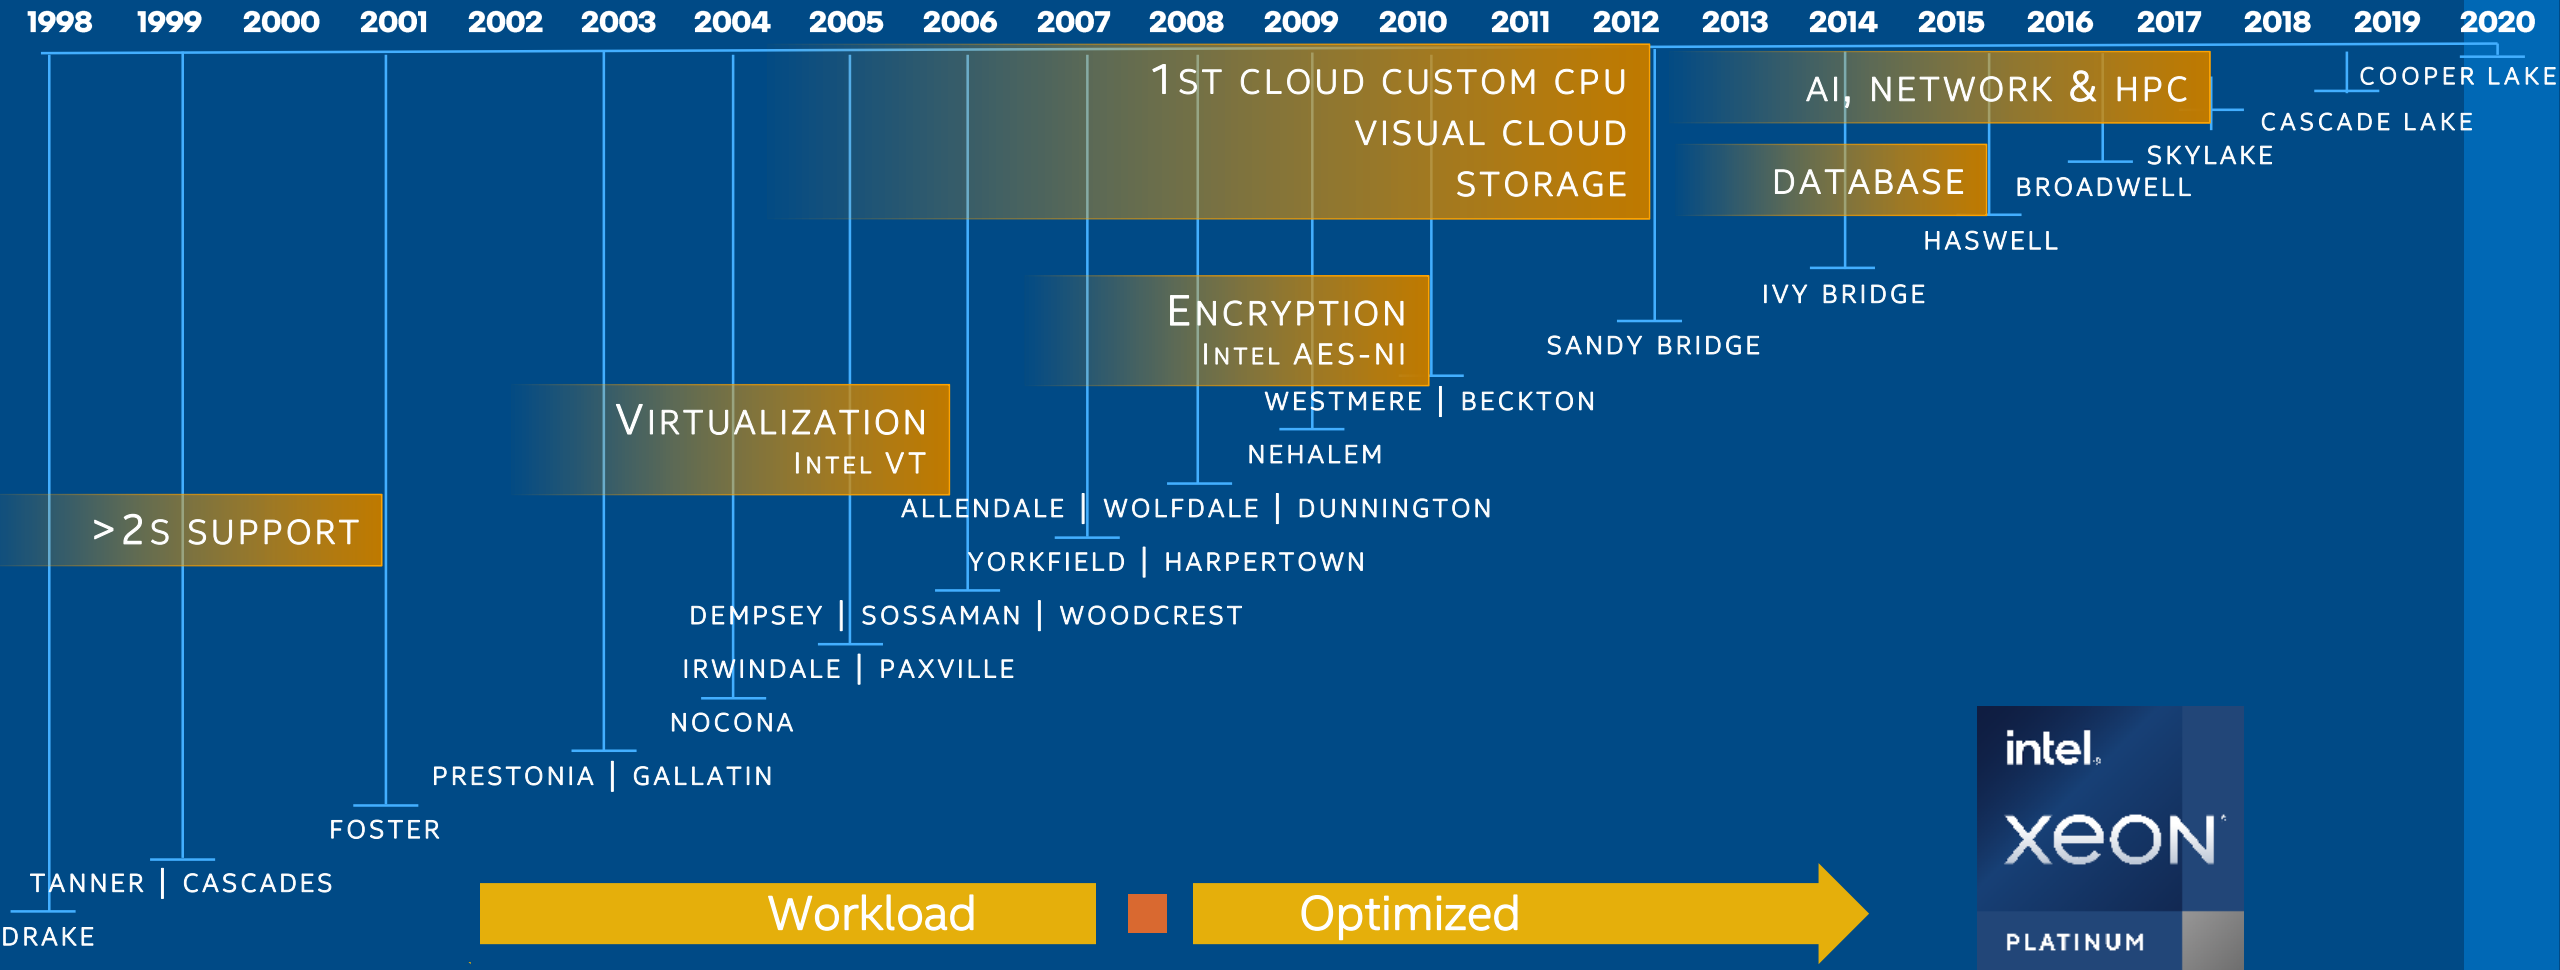 1998 1999 2000 2001 2002 2003 2004 2005 2006 2007 2008 2009 2010 2011 2012 2013 2014 2015 2016 2017 2018 2019 2020
1ST CLOUD CUSTOM CPU
VISUAL CLOUD
STORAGE
AI, NETWORK & HPC
DATABASE
COOPER LAKE
CASCADE LAKE
SKYLAKE
BROADWELL
HASWELL
IVY BRIDGE
SANDY BRIDGE
ENCRYPTION
INTEL AES-NI
WESTMERE | BECKTON
NEHALEM
VIRTUALIZATION
INTEL VT
ALLENDALE | WOLFDALE | DUNNINGTON
>2S SUPPORT
YORKFIELD | HARPERTOWN
DEMPSEY | SOSSAMAN | WOODCREST
IRWINDALE | PAXVILLE
NOCONA
PRESTONIA | GALLATIN
FOSTER
TANNER | CASCADES
DRAKE
Workload Optimized
intel®
xeon®
PLATINUM